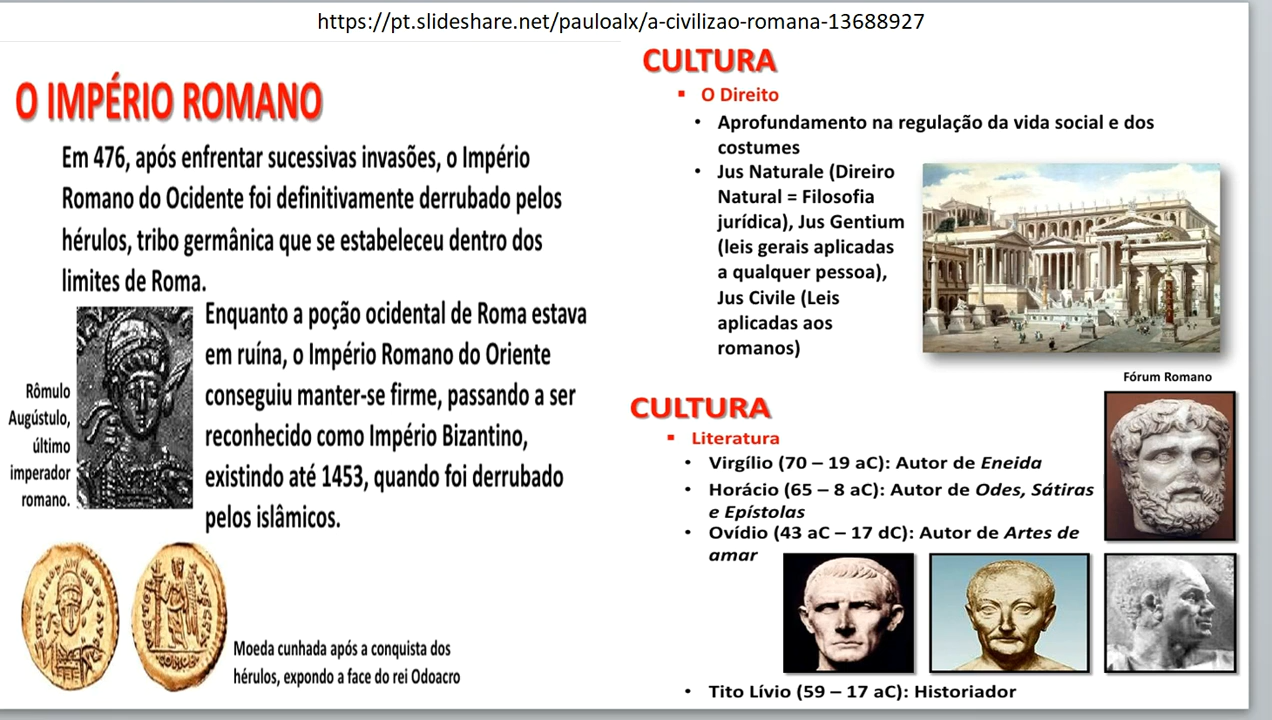 https://pt.slideshare.net/pauloalx/a-civilizao-romana-13688927
O IMPÉRIO ROMANO
Em 476, após enfrentar sucessivas invasões, o Império
Romano do Ocidente foi definitivamente derrubado pelos
hérulos, tribo germânica que se estabeleceu dentro dos
limites de Roma.
Enquanto a poção ocidental de Roma estava
em ruína, o Império Romano do Oriente
conseguiu manter-se firme, passando a ser
reconhecido como Império Bizantino,
existindo até 1453, quando foi derrubado
pelos islâmicos.
Rômulo
Augústulo,
último
imperador
romano.
Moeda cunhada após a conquista dos
hérulos, expondo a face do rei Odoacro
CULTURA
▪ O Direito
• Aprofundamento na regulação da vida social e dos
costumes
• Jus Naturale (Direiro
Natural = Filosofia
jurídica), Jus Gentium
(leis gerais aplicadas
a qualquer pessoa),
Jus Civile (Leis
aplicadas aos
romanos)
Fórum Romano
CULTURA
▪ Literatura
• Virgílio (70 – 19 aC): Autor de Eneida
• Horácio (65 – 8 aC): Autor de Odes, Sátiras
e Epístolas
• Ovídio (43 aC – 17 dC): Autor de Artes de
amar
• Tito Lívio (59 – 17 aC): Historiador